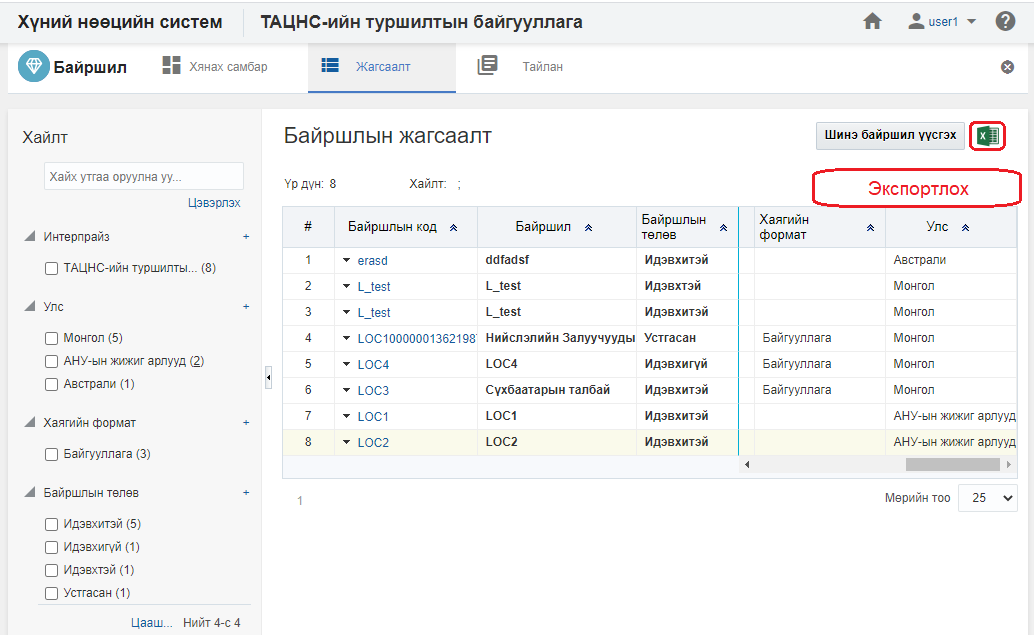 Хүний нөөцийн систем ТАЦНС-ийн туршилтын байгууллага user1
Байршил Хянах самбар Жагсаалт Тайлан
Хайлт
Хайх утгаа оруулна уу...
Цэвэрлэх
Интерпрайз +
ТАЦНС-ийн туршилты... (8)
Улс +
Монгол (5)
АНУ-ын жижиг арлууд (2)
Австрали (1)
Хаягийн формат +
Байгууллага (3)
Байршлын төлөв +
Идэвхитэй (5)
Идэвхигүй (1)
Идэвхтэй (1)
Устгасан (1)
Цааш... Нийт 4-с 4
Байршлын жагсаалт
Шинэ байршил үүсгэх
Үр дүн: 8 Хайлт: ;
Экспортлох
# Байршлын код Байршил Байршлын төлөв Хаягийн формат Улс
1 erasd ddfadsf Идэвхитэй Австрали
2 L_test L_test Идэвхтэй Монгол
3 L_test L_test Идэвхитэй Монгол
4 LOC1000000136219 Нийслэлийн Залуучууды Устгасан Байгууллага Монгол
5 LOC4 LOC4 Идэвхигүй Байгууллага Монгол
6 LOC3 Сүхбаатарын талбай Идэвхитэй Байгууллага Монгол
7 LOC1 LOC1 Идэвхитэй АНУ-ын жижиг арлууд
8 LOC2 LOC2 Идэвхитэй АНУ-ын жижиг арлууд
1 Мөрийн тоо 25